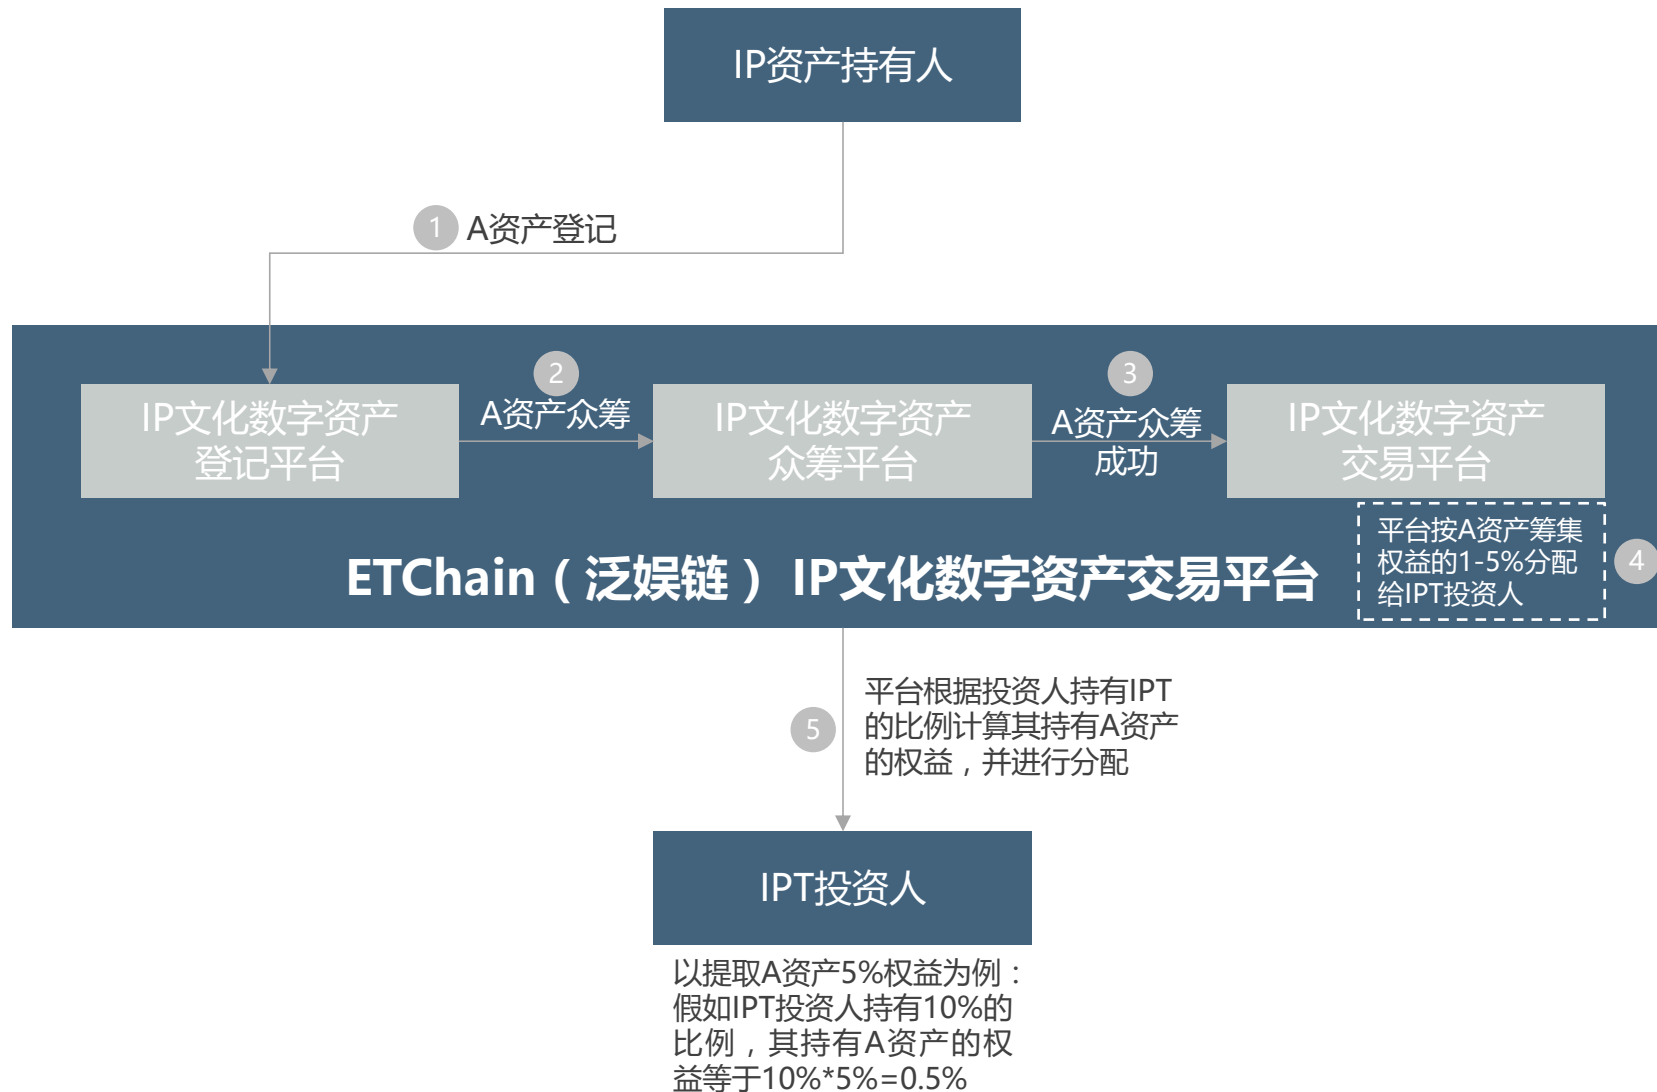 IP资产持有人
1 A资产登记
2
A资产众筹
3
A资产众筹
成功
IP文化数字资产
登记平台
IP文化数字资产
众筹平台
IP文化数字资产
交易平台
ETChain（泛娱链） IP文化数字资产交易平台
平台按A资产筹集
权益的1-5%分配
给IPT投资人
4
5
平台根据投资人持有IPT
的比例计算其持有A资产
的权益，并进行分配
IPT投资人
以提取A资产5%权益为例：
假如IPT投资人持有10%的
比例，其持有A资产的权
益等于10%*5%=0.5%